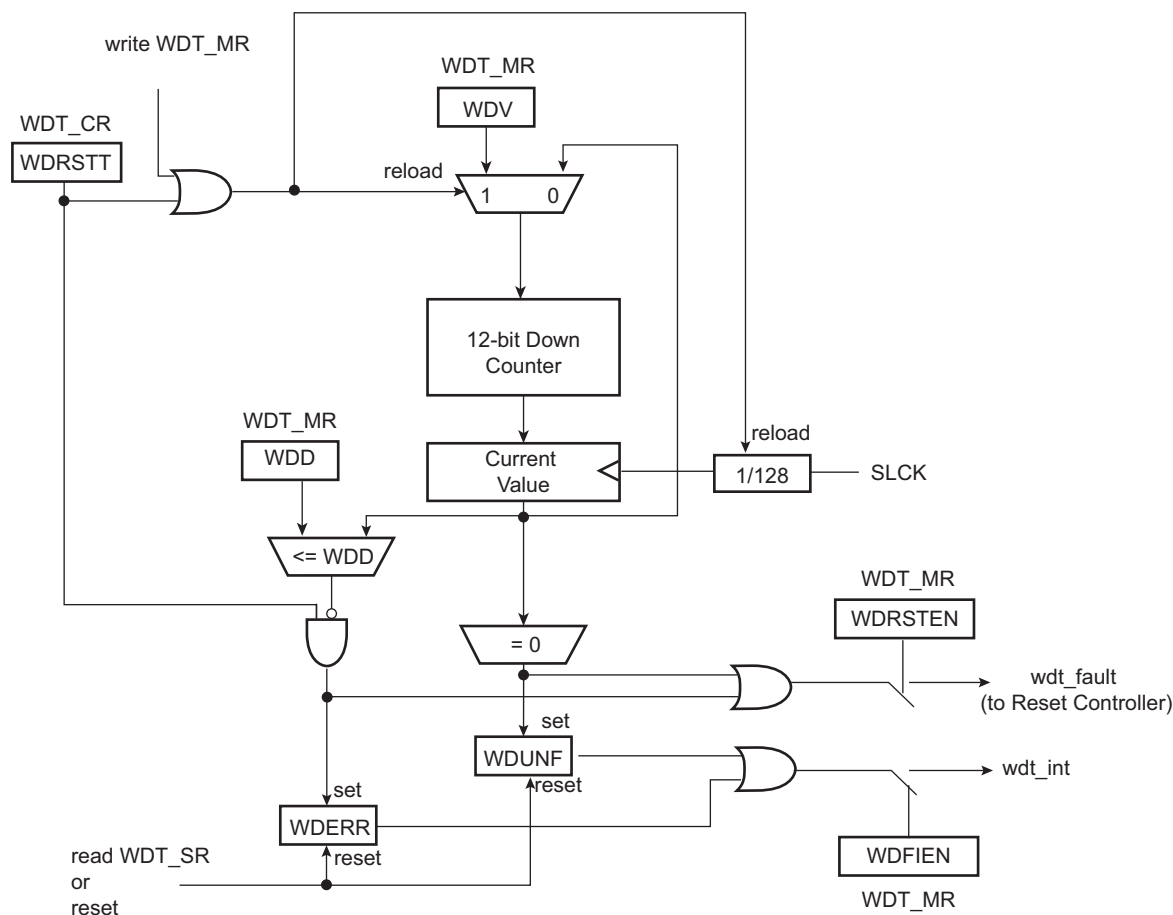 write WDT_MR
WDT_MR
WDV
WDT_CR
WDRSTT
reload
1 0
12-bit Down
Counter
WDT_MR
WDD
reload
Current
Value
1/128
SLCK
<= WDD
WDT_MR
WDRSTEN
= 0
wdt_fault
(to Reset Controller)
set
WDUNF
reset
wdt_int
set
WDERR
reset
read WDT_SR
or
reset
WDFIEN
WDT_MR